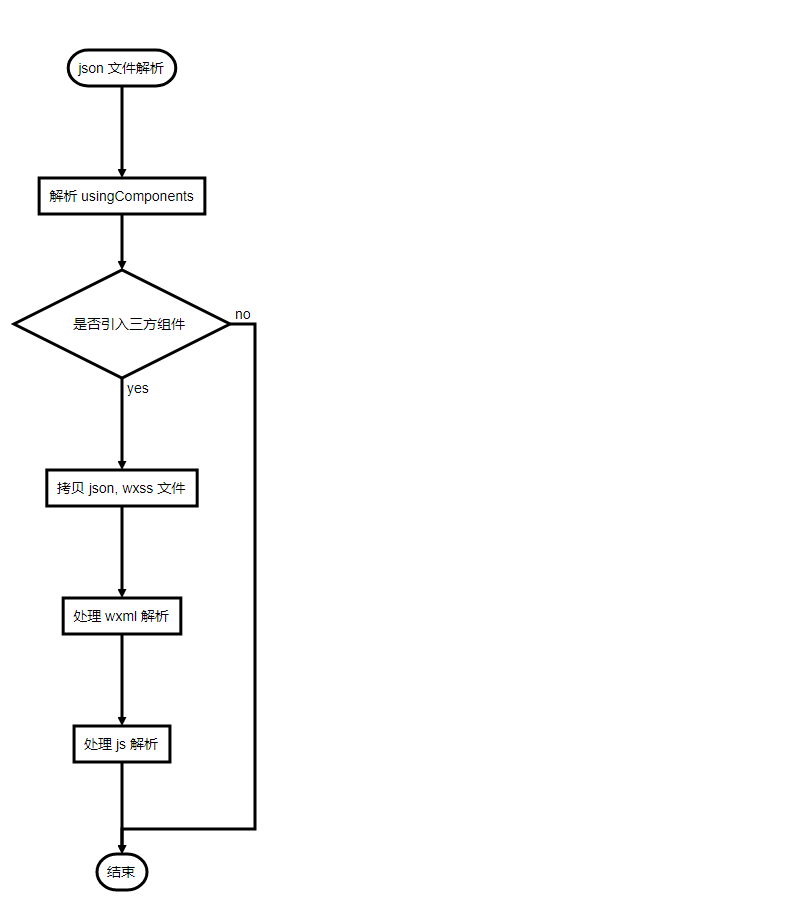 json 文件解析
解析 usingComponents
是否引入三方组件
no
yes
拷贝 json, wxss 文件
处理 wxml 解析
处理 js 解析
结束